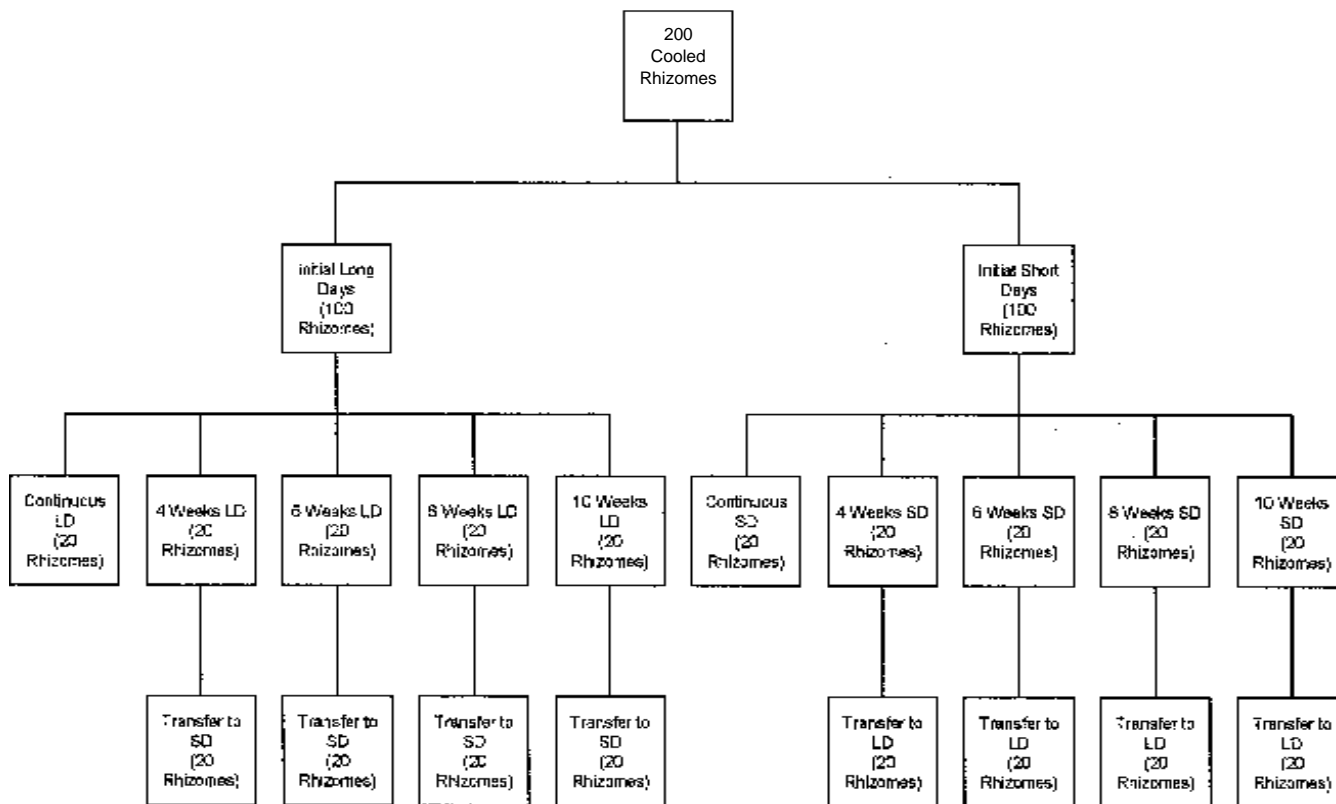 200
Cooled
Rhizomes
Initial Long
Days
(100
Rhizomes)
Initial Short
Days
(100
Rhizomes)
Continuous
LD
(20
Rhizomes)
4 Weeks LD
(20
Rhizomes)
6 Weeks LD
(20
Rhizomes)
8 Weeks LD
(20
Rhizomes)
10 Weeks
LD
(20
Rhizomes)
Continuous
SD
(20
Rhizomes)
4 Weeks SD
(20
Rhizomes)
6 Weeks SD
(20
Rhizomes)
8 Weeks SD
(20
Rhizomes)
10 Weeks
SD
(20
Rhizomes)
Transfer to
SD
(20
Rhizomes)
Transfer to
SD
(20
Rhizomes)
Transfer to
SD
(20
Rhizomes)
Transfer to
SD
(20
Rhizomes)
Transfer to
LD
(20
Rhizomes)
Transfer to
LD
(20
Rhizomes)
Transfer to
LD
(20
Rhizomes)
Transfer to
LD
(20
Rhizomes)